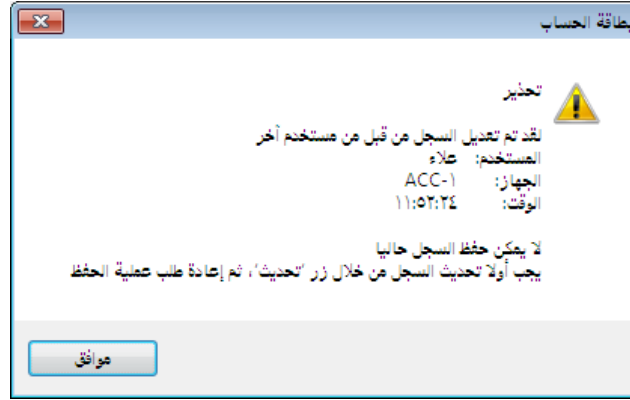 بطاقة الحساب
تحذير
لقد تم تعديل السجل من قبل من مستخدم آخر
المستخدم: علاء
الجهاز: ACC-١
الوقت: ١١:٥٢:٢٤
لا يمكن حفظ السجل حاليا
يجب أولا تحديث السجل من خلال زر 'تحديث'، ثم إعادة طلب عملية الحفظ
موافق